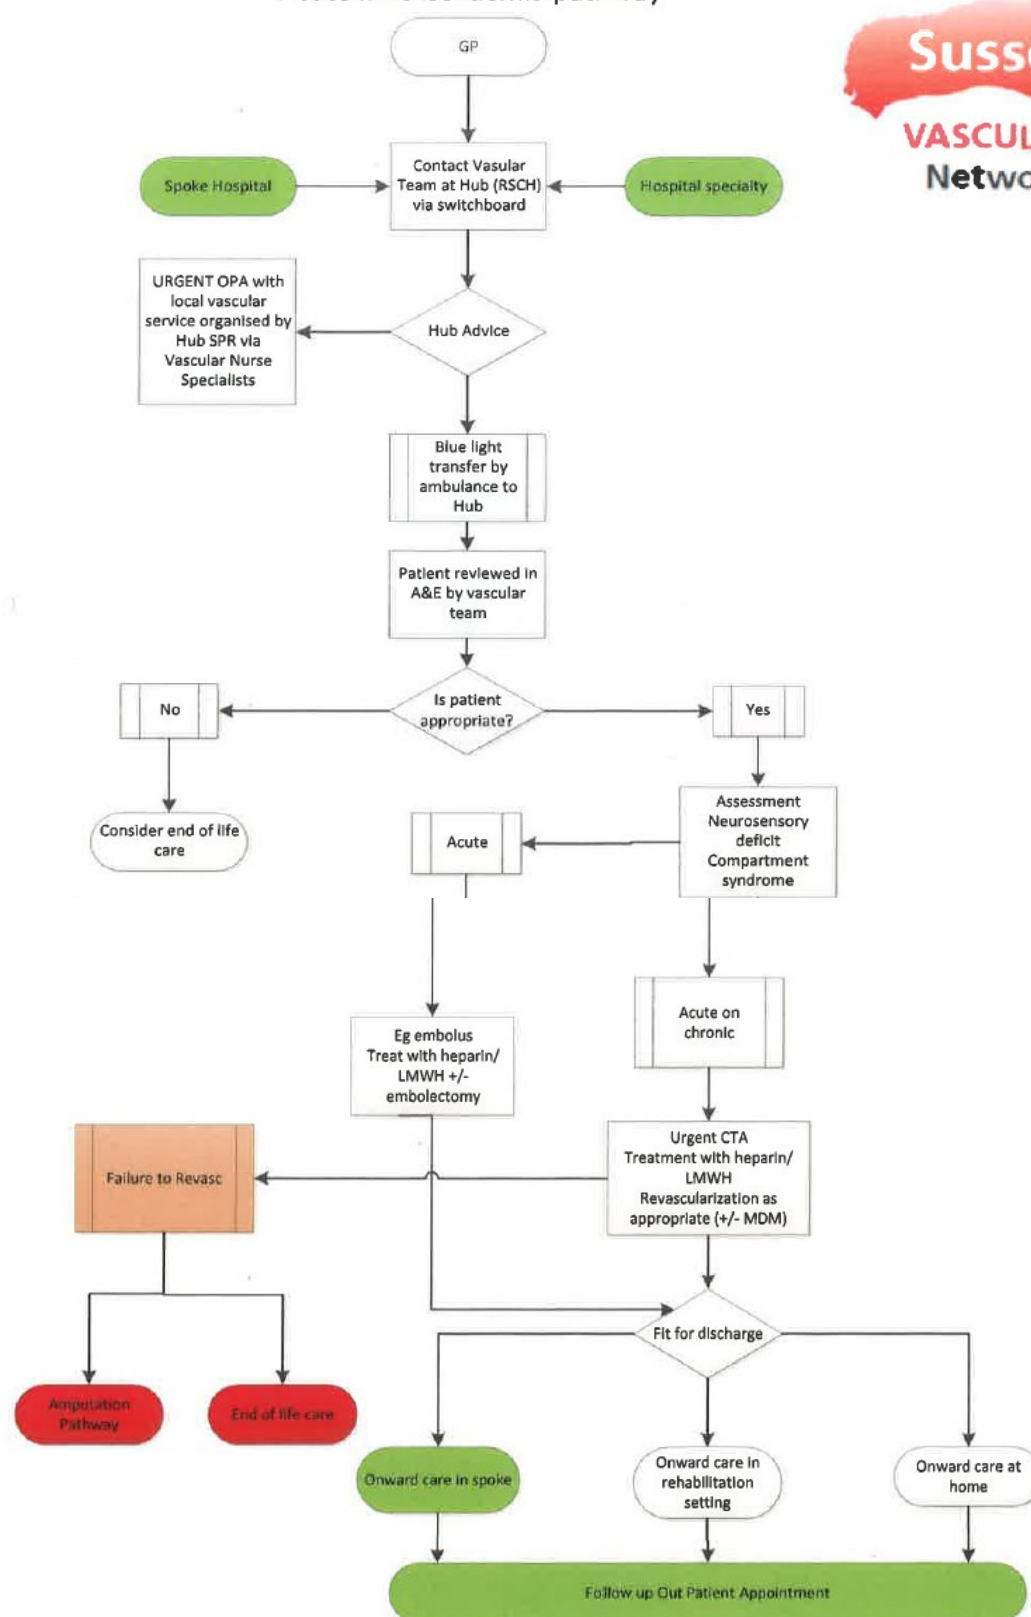 GP
Spoke Hospital
Contact Vasular
Team at Hub (RSCH)
via switchboard
Hospital specialty
VASCUL
Netwo
URGENT OPA with
local vascular
service organised by
Hub SPR via
Vascular Nurse
Specialists
Hub Advice
Blue light
transfer by
ambulance to
Hub
Patient reviewed in
A&E by vascular
team
Is patient
appropriate?
No
Yes
Consider end of life
care
Acute
Assessment
Neurosensory
deficit
Compartment
syndrome
Eg embolus
Treat with heparin/
LMWH +/-
embolectomy
Acute on
chronic
Failure to Revasc
Urgent CTA
Treatment with heparin/
LMWH
Revascularization as
appropriate (+/- MDM)
Fit for discharge
Amputation
Pathway
End of life care
Onward care in spoke
Onward care in
rehabilitation
setting
Onward care at
home
Follow up Out Patient Appointment